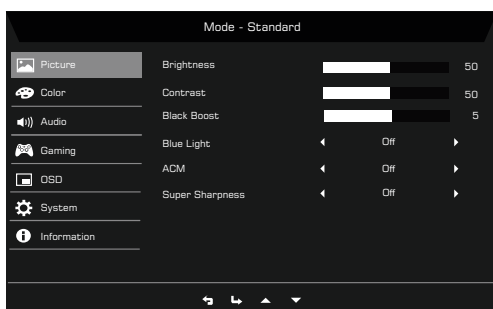 Mode - Standard
Picture
Color
Audio
Gaming
OSD
System
Information
Brightness 50
Contrast 50
Black Boost 5
Blue Light Off
ACM Off
Super Sharpness Off